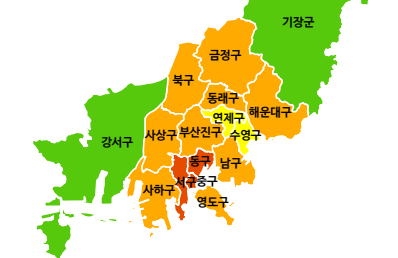 기장군
금정구
북구
동래구
해운대구
연제구
강서구
사상구
부산진구
수영구
동구
남구
서구
중구
사하구
영도구